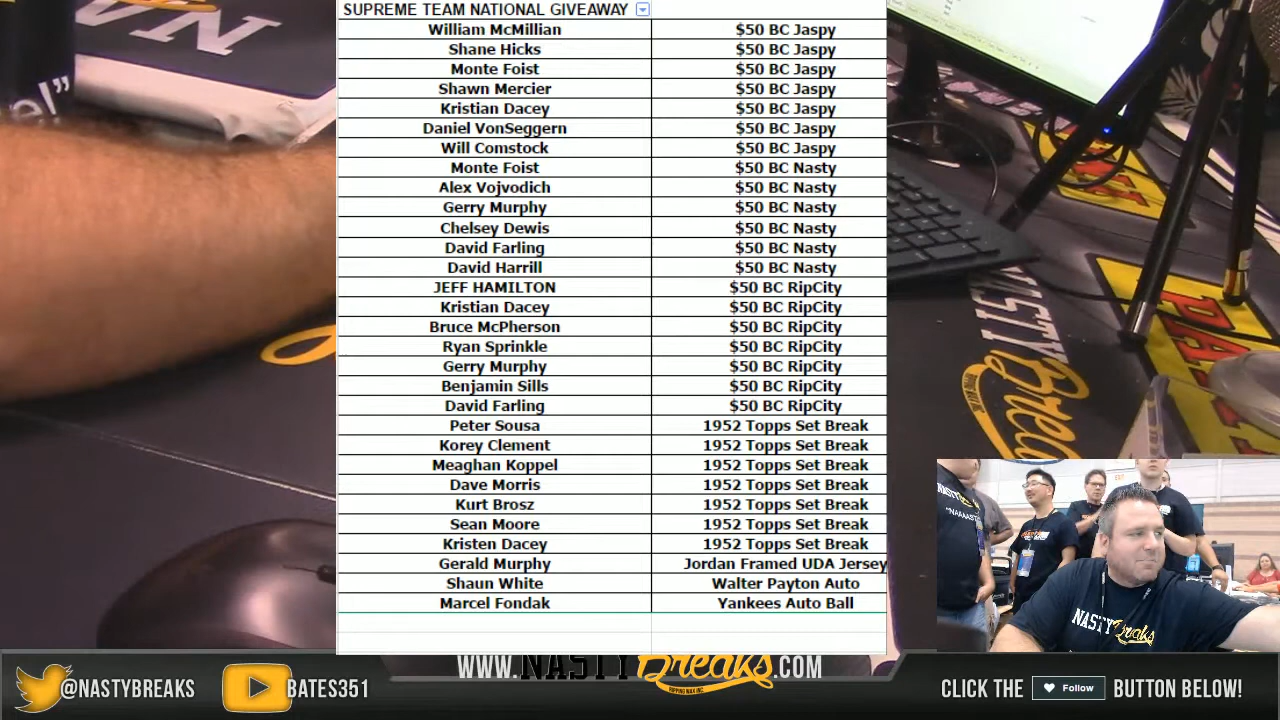 SUPREME TEAM NATIONAL GIVEAWAY
William McMillian $50 BC Jaspy
Shane Hicks $50 BC Jaspy
Monte Foist $50 BC Jaspy
Shawn Mercier $50 BC Jaspy
Kristian Dacey $50 BC Jaspy
Daniel VonSeggern $50 BC Jaspy
Will Comstock $50 BC Jaspy
Monte Foist $50 BC Nasty
Alex Vojvodich $50 BC Nasty
Gerry Murphy $50 BC Nasty
Chelsey Dewis $50 BC Nasty
David Farling $50 BC Nasty
David Harrill $50 BC Nasty
JEFF HAMILTON $50 BC RipCity
Kristian Dacey $50 BC RipCity
Bruce McPherson $50 BC RipCity
Ryan Sprinkle $50 BC RipCity
Gerry Murphy $50 BC RipCity
Benjamin Sills $50 BC RipCity
David Farling $50 BC RipCity
Peter Sousa 1952 Topps Set Break
Korey Clement 1952 Topps Set Break
Meaghan Koppel 1952 Topps Set Break
Dave Morris 1952 Topps Set Break
Kurt Brosz 1952 Topps Set Break
Sean Moore 1952 Topps Set Break
Kristen Dacey 1952 Topps Set Break
Gerald Murphy Jordan Framed UDA Jersey
Shaun White Walter Payton Auto
Marcel Fondak Yankees Auto Ball
NASTY Breaks
NASTY Breaks
@NASTYBREAKS
BATES351
WWW.NASTYBreaks.COM
RIPPING WAX INC
CLICK THE Follow BUTTON BELOW!